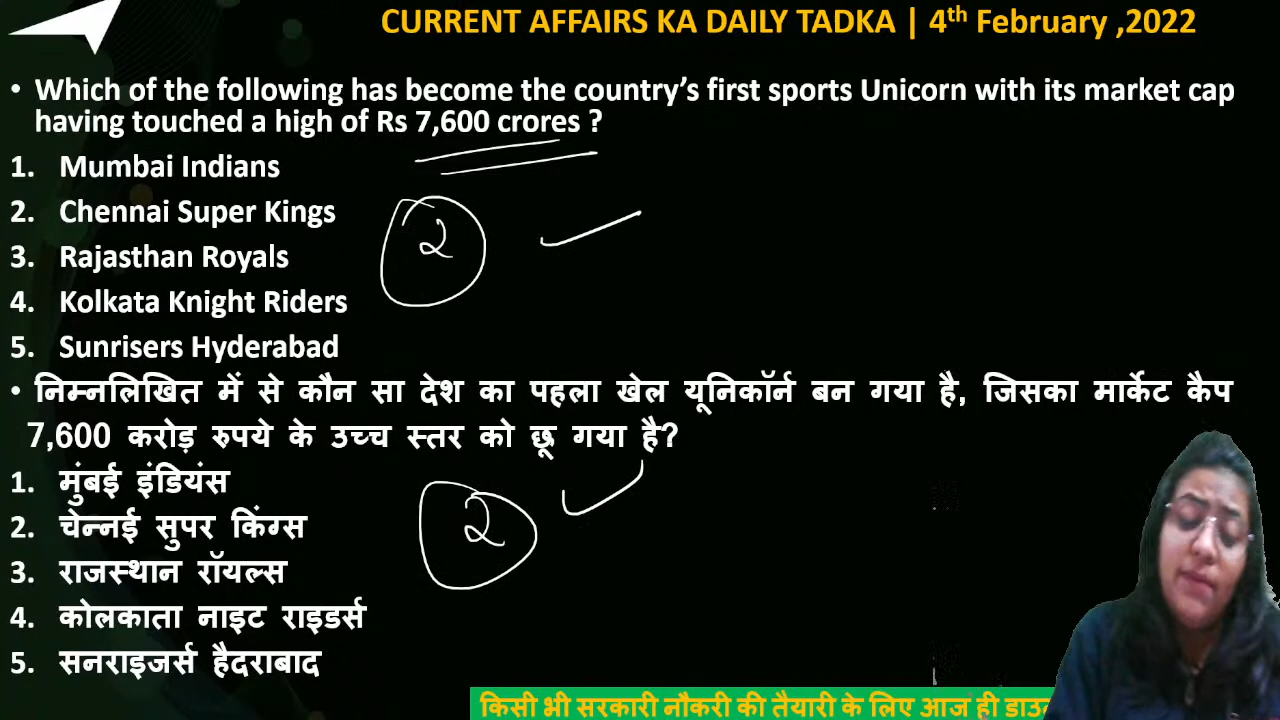 CURRENT AFFAIRS KA DAILY TADKA | 4th February ,2022
• Which of the following has become the country's first sports Unicorn with its market cap
having touched a high of Rs 7,600 crores ?
1. Mumbai Indians
2. Chennai Super Kings
2
3. Rajasthan Royals
4. Kolkata Knight Riders
5. Sunrisers Hyderabad
• निम्नलिखित में से कौन सा देश का पहला खेल यूनिकॉर्न बन गया है, जिसका मार्केट कैप
7,600 करोड़ रुपये के उच्च स्तर को छू गया है?
1. मुंबई इंडियंस
2. चेन्नई सुपर किंग्स
2
3. राजस्थान रॉयल्स
4. कोलकाता नाइट राइडर्स
5. सनराइजर्स हैदराबाद
किसी भी सरकारी नौकरी की तैयारी के लिए आज ही